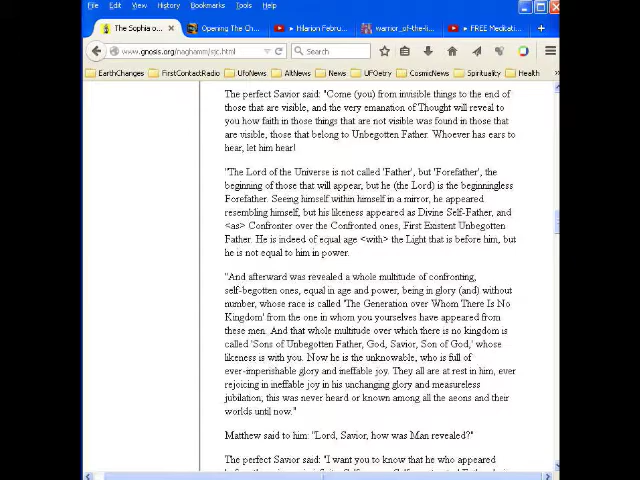 File Edit View History Bookmarks Tools Help
The Sophia o... Opening The Ch... Hilarion Febru... warrior_of-the-li... FREE Meditati...
www.gnosis.org/naghamm/sjc.html Search
EarthChanges FirstContactRadio UfoNews AltNews News UFOetry CosmicNews Spirituality Health
The perfect Savior said: "Come (you) from invisible things to the end of
those that are visible, and the very emanation of Thought will reveal to
you how faith in those things that are not visible was found in those that
are visible, those that belong to Unbegotten Father. Whoever has ears to
hear, let him hear!
"The Lord of the Universe is not called 'Father', but 'Forefather', the
beginning of those that will appear, but he (the Lord) is the beginningless
Forefather. Seeing himself within himself in a mirror, he appeared
resembling himself, but his likeness appeared as Divine Self-Father, and
<as> Confronter over the Confronted ones, First Existent Unbegotten
Father. He is indeed of equal age <with> the Light that is before him, but
he is not equal to him in power.
"And afterward was revealed a whole multitude of confronting,
self-begotten ones, equal in age and power, being in glory (and) without
number, whose race is called 'The Generation over Whom There Is No
Kingdom' from the one in whom you yourselves have appeared from
these men. And that whole multitude over which there is no kingdom is
called 'Sons of Unbegotten Father, God, Savior, Son of God,' whose
likeness is with you. Now he is the unknowable, who is full of
ever-imperishable glory and ineffable joy. They all are at rest in him, ever
rejoicing in ineffable joy in his unchanging glory and measureless
jubilation; this was never heard or known among all the aeons and their
worlds until now."
Matthew said to him: "Lord, Savior, how was Man revealed?"
The perfect Savior said: "I want you to know that he who appeared